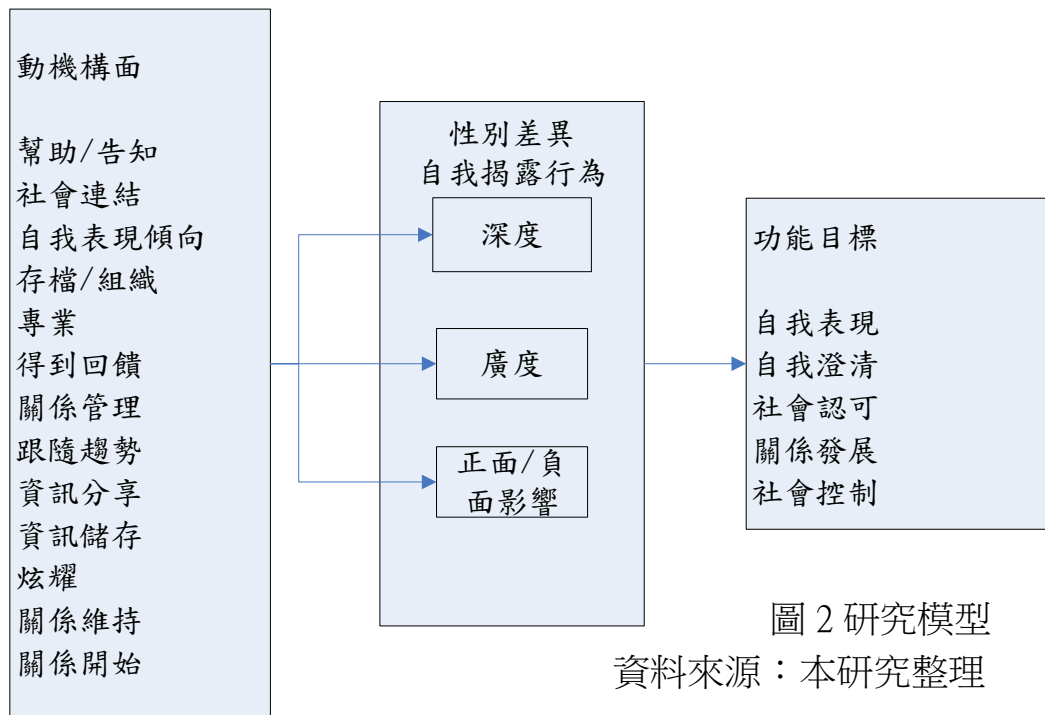 動機構面
幫助/告知
社會連結
自我表現傾向
存檔/組織
專業
得到回饋
關係管理
跟隨趨勢
資訊分享
資訊儲存
炫耀
關係維持
關係開始
性別差異
自我揭露行為
深度
廣度
正面/負
面影響
功能目標
自我表現
自我澄清
社會認可
關係發展
社會控制
圖 2 研究模型
資料來源：本研究整理